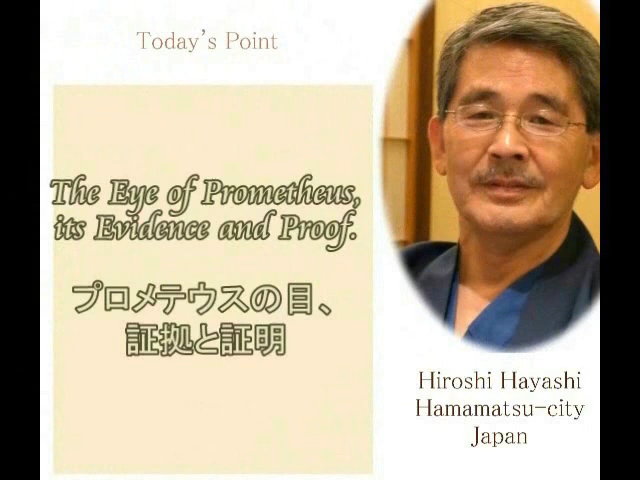 Today's Point
The Eye of Prometheus,
its Evidence and Proof.
プロメテウスの目、
証拠と証明
Hiroshi Hayashi
Hamamatsu-city
Japan